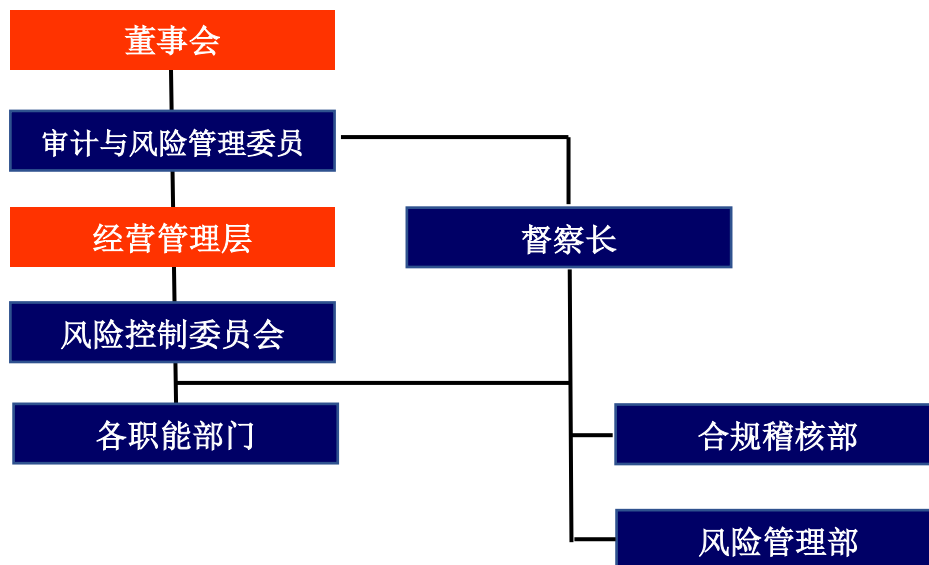 董事会
审计与风险管理委员
经营管理层
督察长
风险控制委员会
各职能部门
合规稽核部
风险管理部